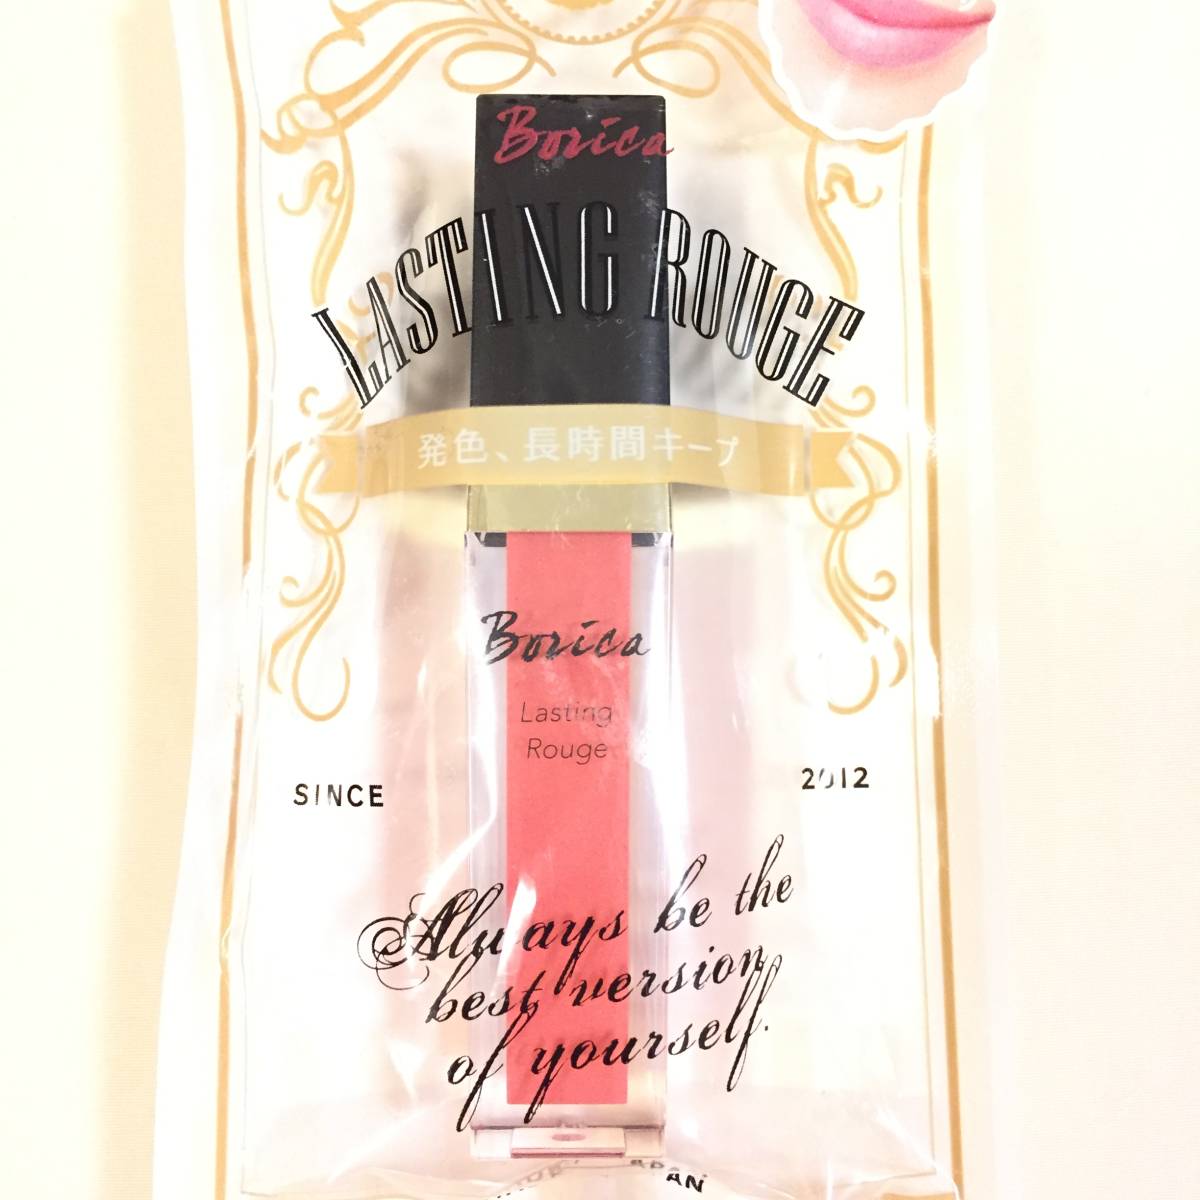 Borica
LASTING ROUGE
発色、長時間キープ
Borica
Lasting
Rouge
SINCE 2012
Always be the
best version
of yourself.